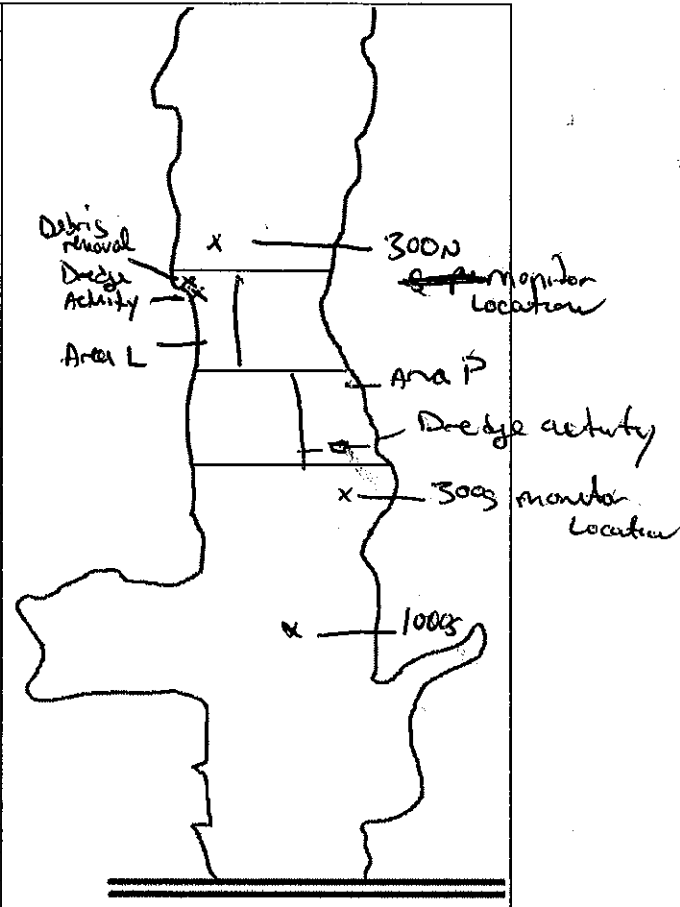 Debris
removal
Dredge
Activity
Area L
300N
monitor
Location
Area P
Dredge activity
300s monitor
Location
1000s